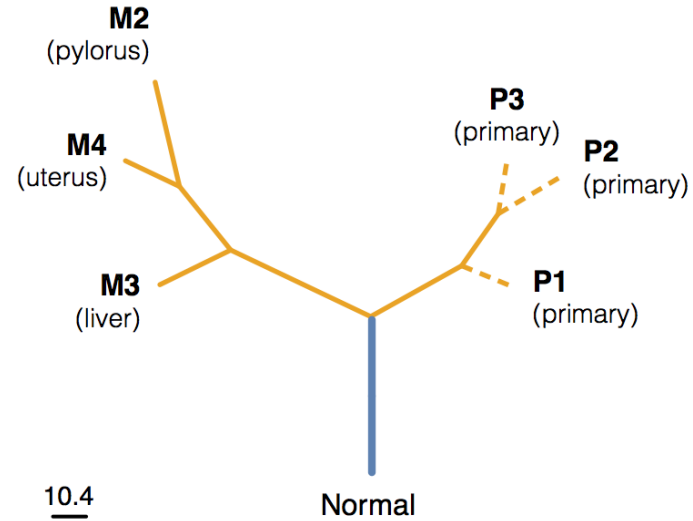 M2
(pylorus)
P3
(primary)
M4
(uterus)
P2
(primary)
M3
(liver)
P1
(primary)
10.4
Normal